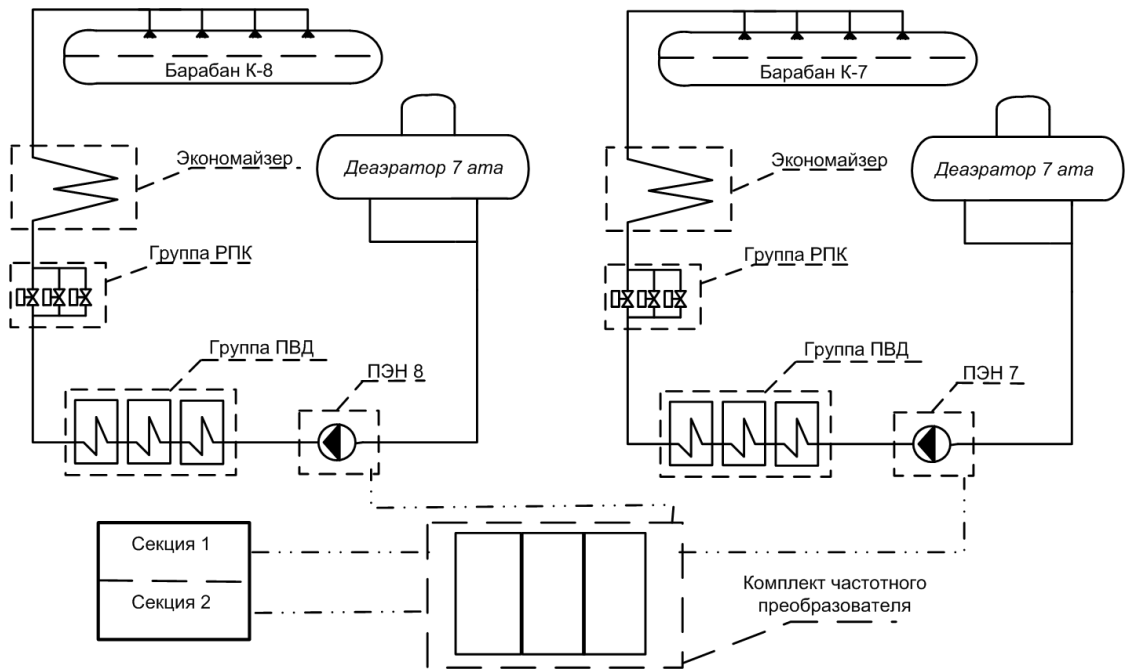 Барабан К-8
Барабан К-7
Экономайзер
Деаэратор 7 ата
Экономайзер
Деаэратор 7 ата
Группа РПК
Группа РПК
Группа ПВД
ПЭН 8
Группа ПВД
ПЭН 7
Секция 1
Секция 2
Комплект частотного
преобразователя